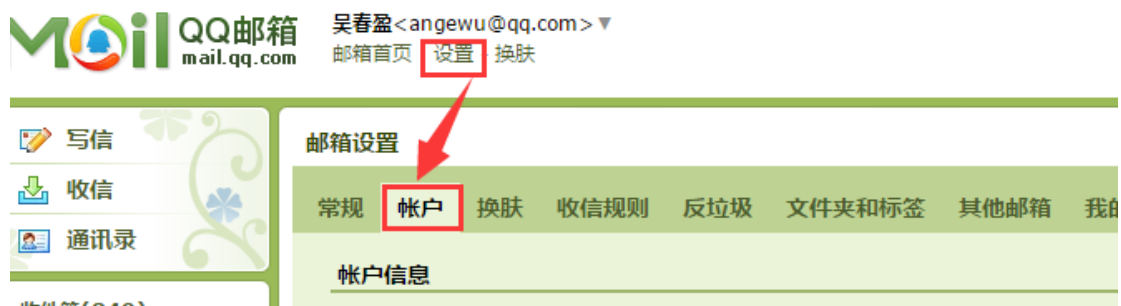 MOil QQ邮箱
mail.qq.com
吴春盈<angewu@qq.com>▼
邮箱首页 设置 - 换肤
写信
收信
通讯录
邮箱设置
常规 帐户 换肤 收信规则 反垃圾 文件夹和标签 其他邮箱 我的
帐户信息